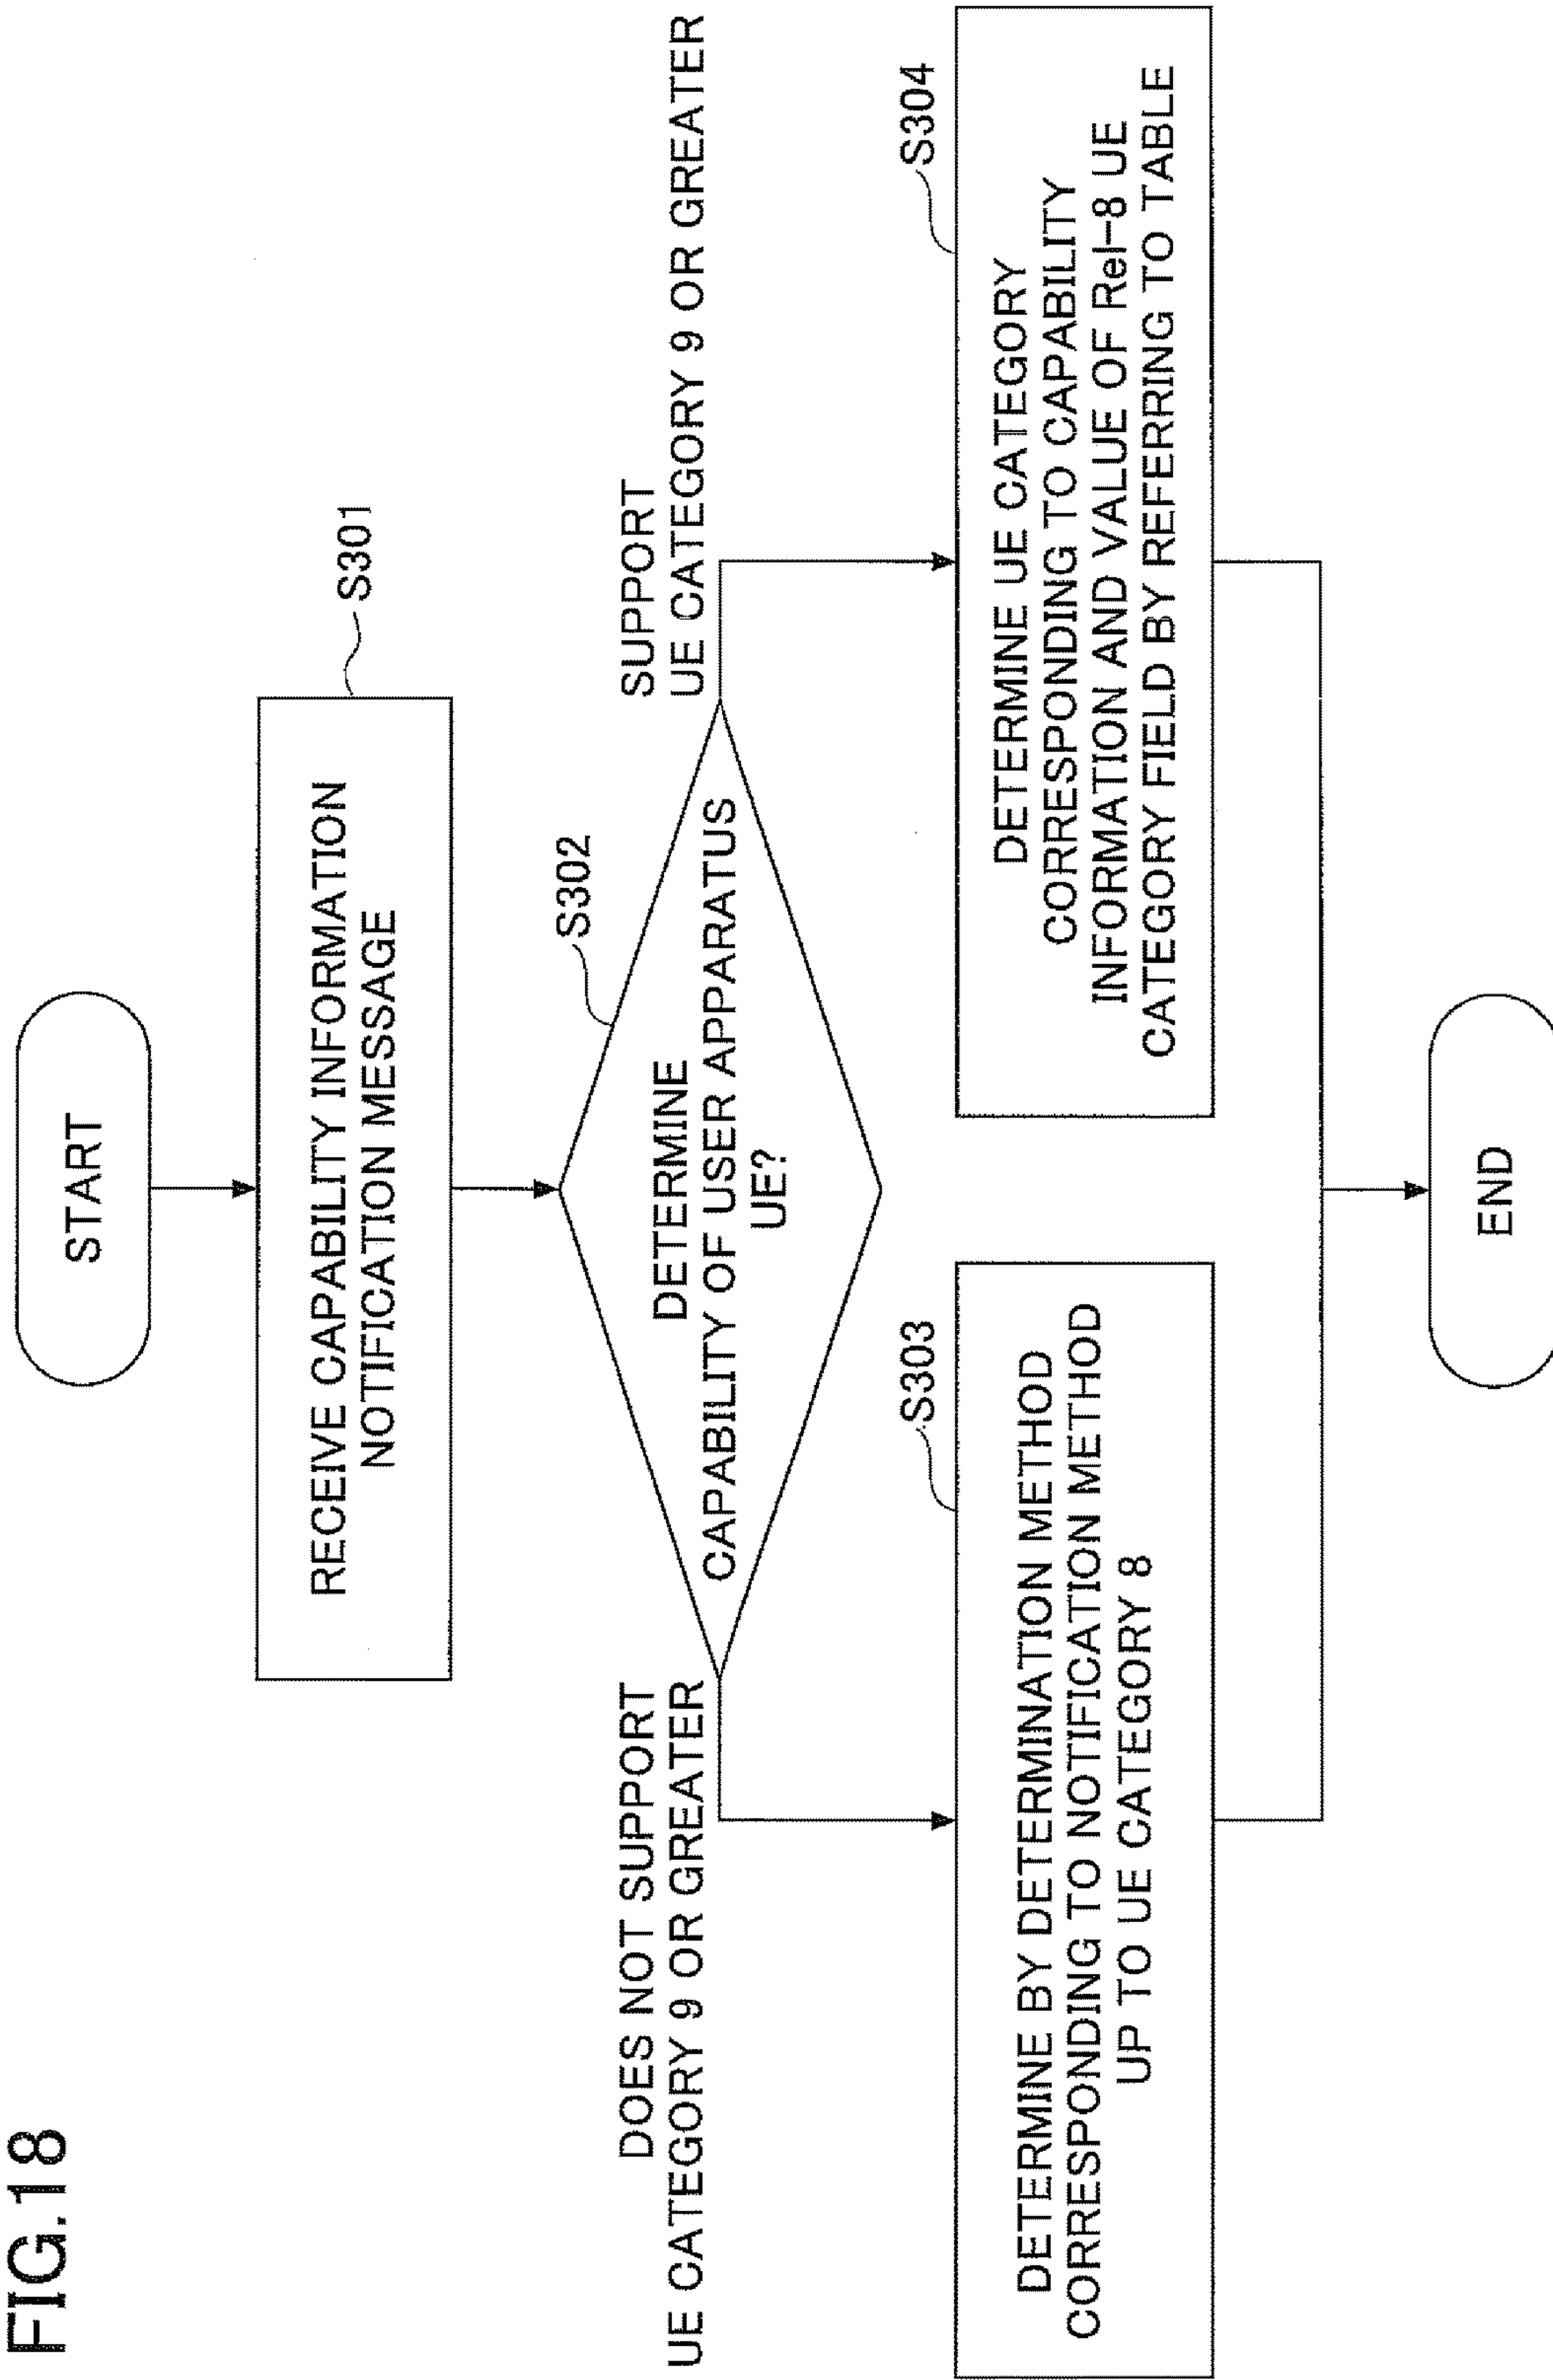 FIG.18
START
RECEIVE CAPABILITY INFORMATION
NOTIFICATION MESSAGE
S301
DETERMINE
CAPABILITY OF USER APPARATUS
UE?
S302
DOES NOT SUPPORT
UE CATEGORY 9 OR GREATER
SUPPORT
UE CATEGORY 9 OR GREATER
S303
DETERMINE BY DETERMINATION METHOD
CORRESPONDING TO NOTIFICATION METHOD
UP TO UE CATEGORY 8
S304
DETERMINE UE CATEGORY
CORRESPONDING TO CAPABILITY
INFORMATION AND VALUE OF Rel-8 UE
CATEGORY FIELD BY REFERRING TO TABLE
END